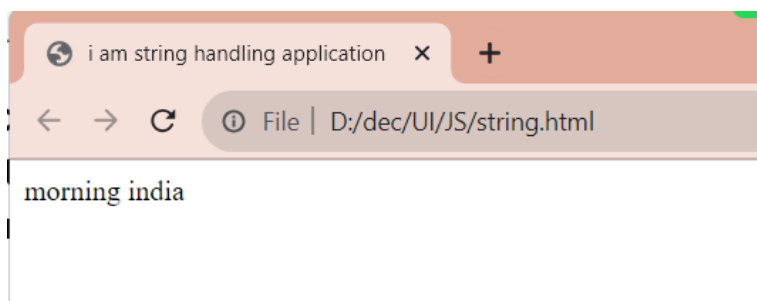 i am string handling application
File | D:/dec/UI/JS/string.html
morning india